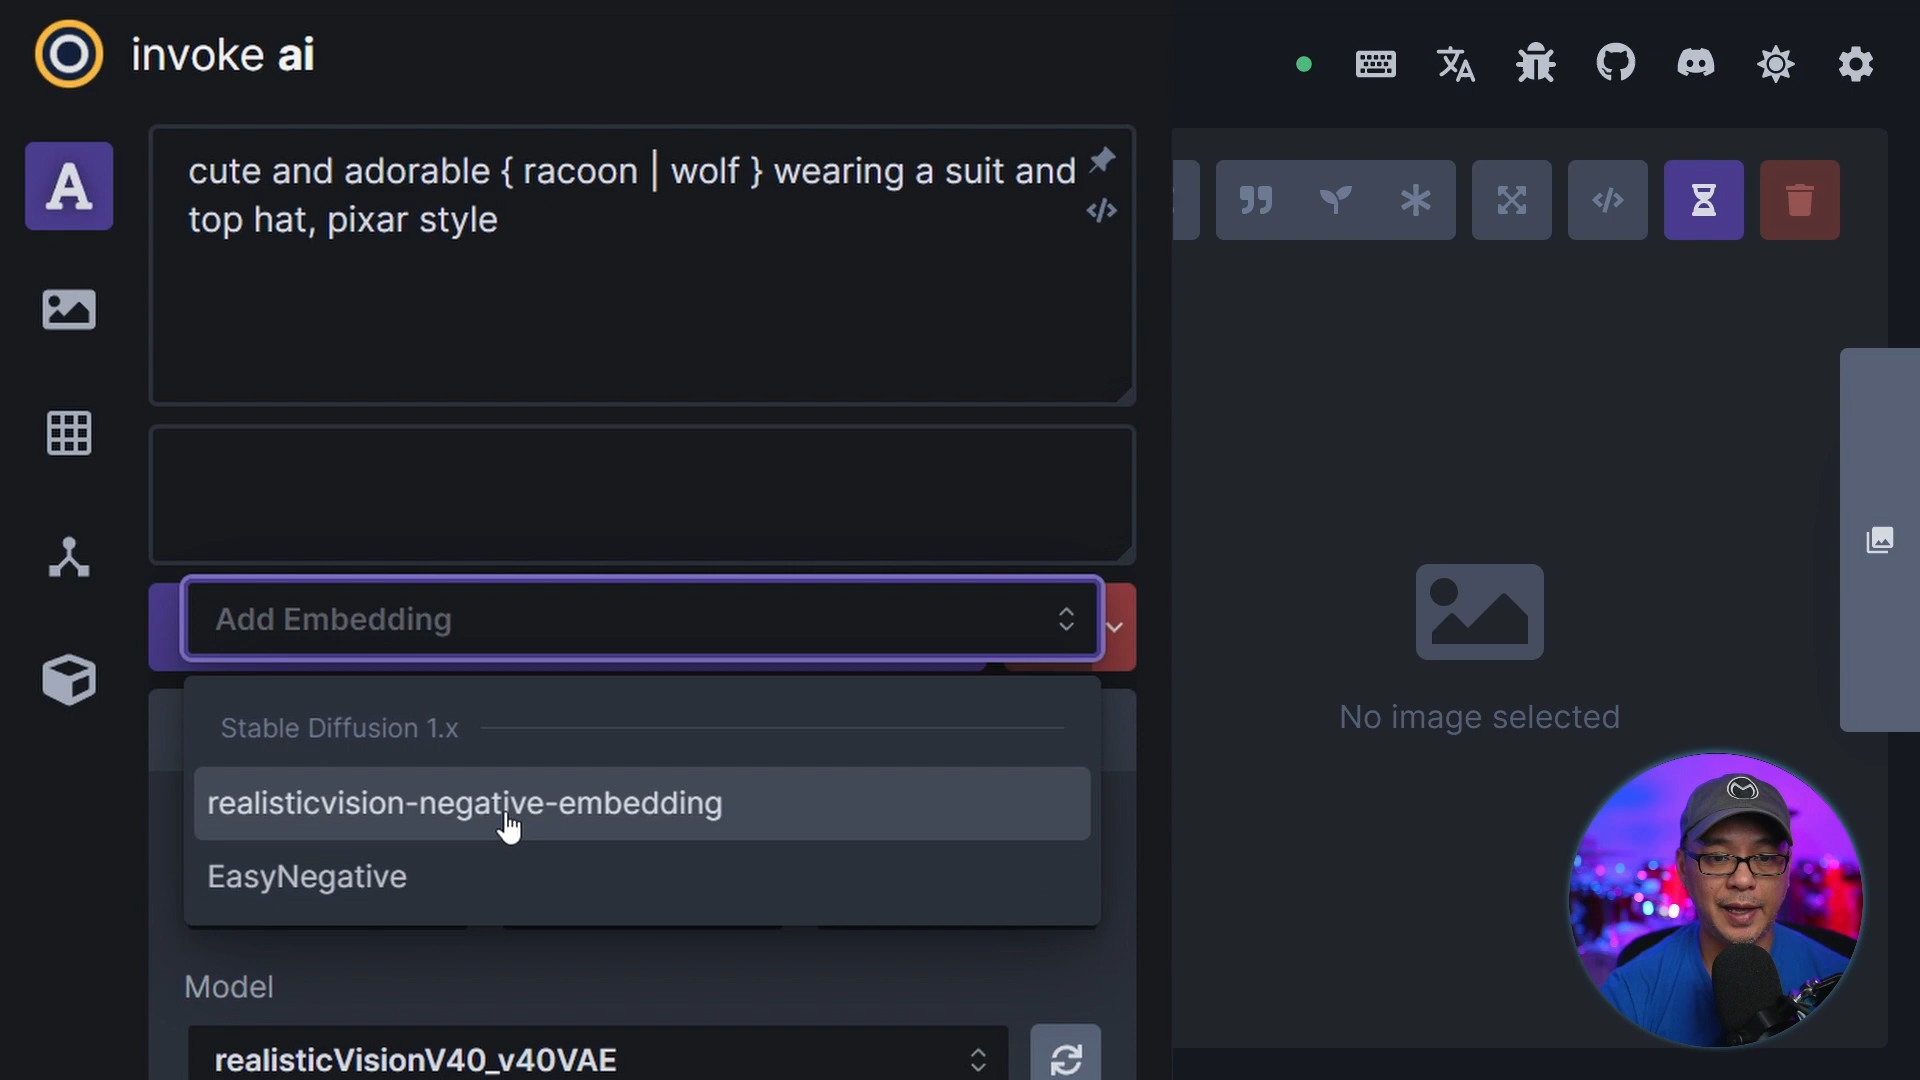 invoke ai
cute and adorable { racoon | wolf } wearing a suit and
top hat, pixar style
Add Embedding
Stable Diffusion 1.x
realisticvision-negative-embedding
EasyNegative
Model
realisticVisionV40_v40VAE
No image selected